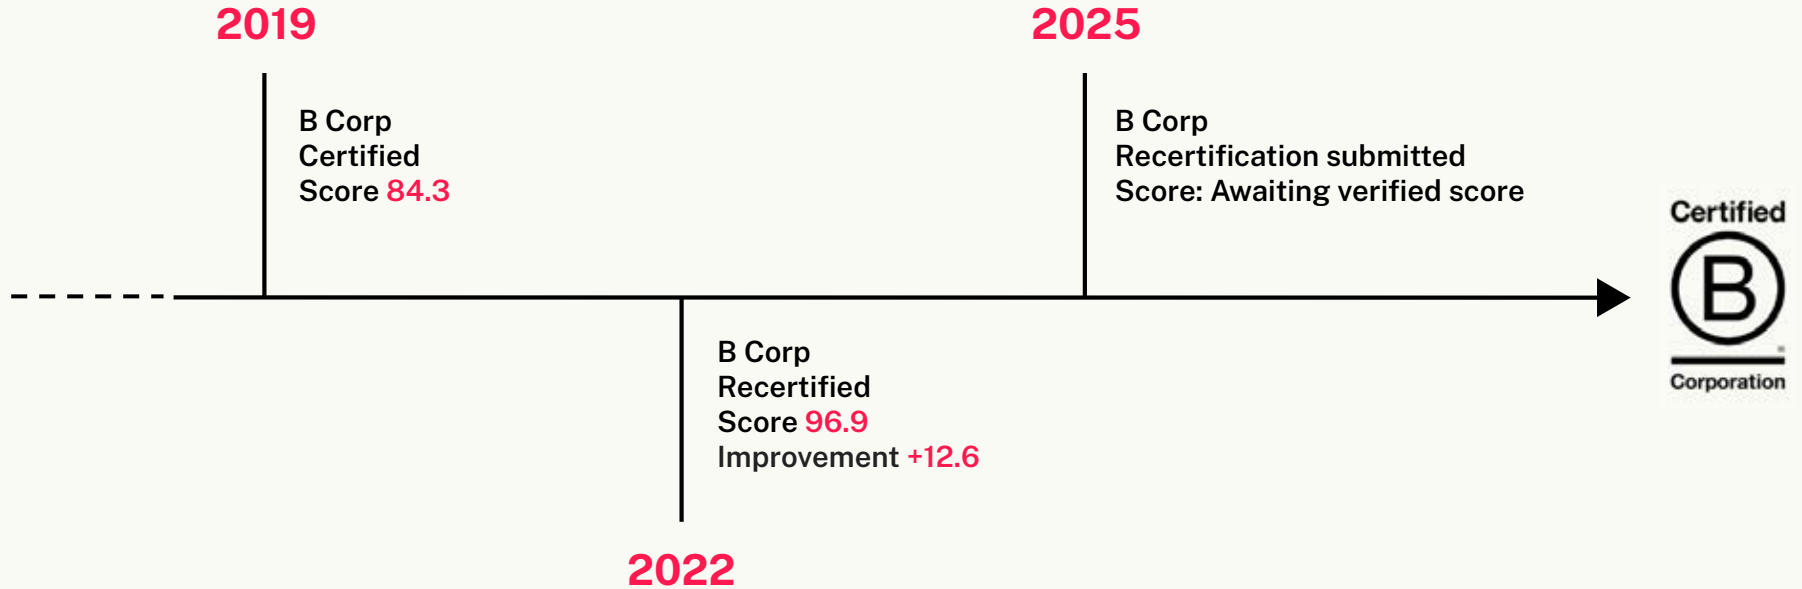 2019
B Corp
Certified
Score 84.3
2025
B Corp
Recertification submitted
Score: Awaiting verified score
B Corp
Recertified
Score 96.9
Improvement +12.6
2022
Certified
B
Corporation